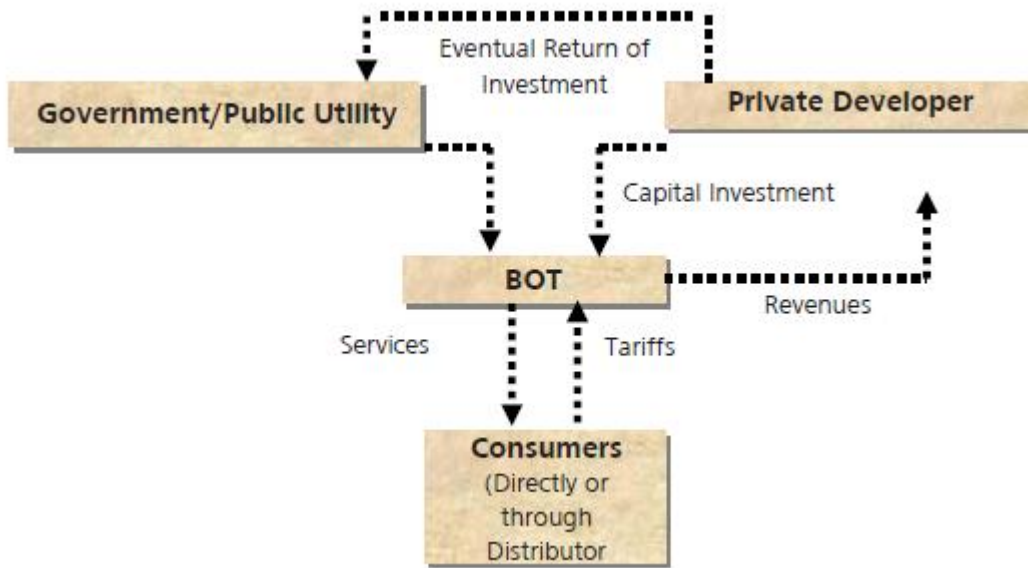 Eventual Return of
Investment
Government/Public Utility
Private Developer
Capital Investment
BOT
Revenues
Services
Tariffs
Consumers
(Directly or
through
Distributor